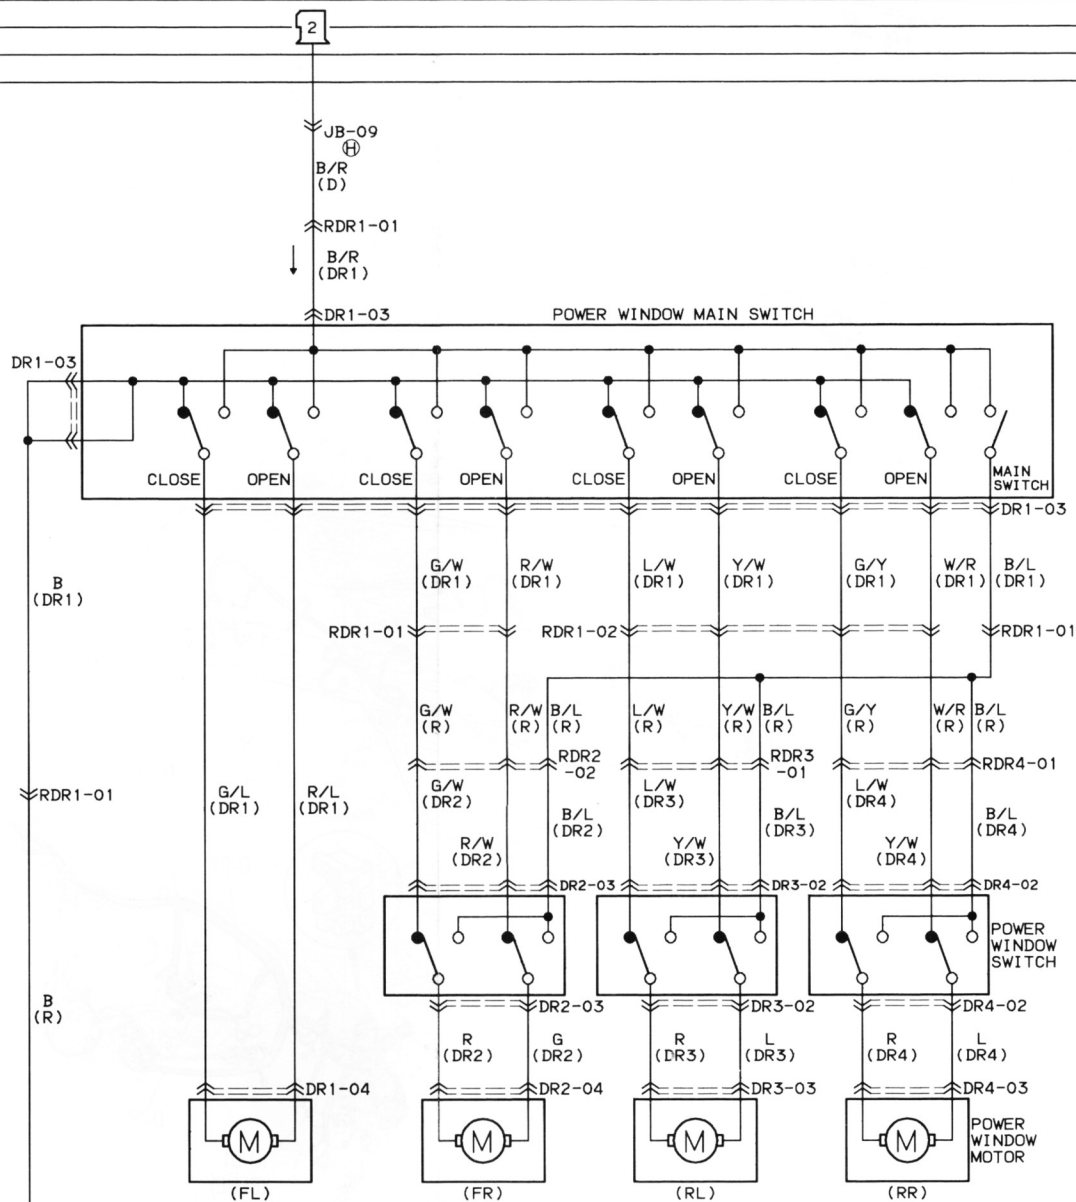 2
JB-09
H
B/R
(D)
RDR1-01
B/R
(DR1)
DR1-03
POWER WINDOW MAIN SWITCH
DR1-03
CLOSE
OPEN
CLOSE
OPEN
CLOSE
OPEN
CLOSE
OPEN
MAIN
SWITCH
DR1-03
B
(DR1)
G/W
(DR1)
R/W
(DR1)
L/W
(DR1)
Y/W
(DR1)
G/Y
(DR1)
W/R
(DR1)
B/L
(DR1)
RDR1-01
RDR1-02
RDR1-01
G/W
(R)
R/W
(R)
B/L
(R)
L/W
(R)
Y/W
(R)
B/L
(R)
G/Y
(R)
W/R
(R)
B/L
(R)
RDR2
-02
RDR3
-01
RDR4-01
RDR1-01
G/L
(DR1)
R/L
(DR1)
G/W
(DR2)
R/W
(DR2)
B/L
(DR2)
L/W
(DR3)
Y/W
(DR3)
B/L
(DR3)
L/W
(DR4)
Y/W
(DR4)
B/L
(DR4)
DR2-03
DR3-02
DR4-02
POWER
WINDOW
SWITCH
B
(R)
DR2-03
DR3-02
DR4-02
R
(DR2)
G
(DR2)
R
(DR3)
L
(DR3)
R
(DR4)
L
(DR4)
DR1-04
DR2-04
DR3-03
DR4-03
M
M
M
M
POWER
WINDOW
MOTOR
(FL)
(FR)
(RL)
(RR)